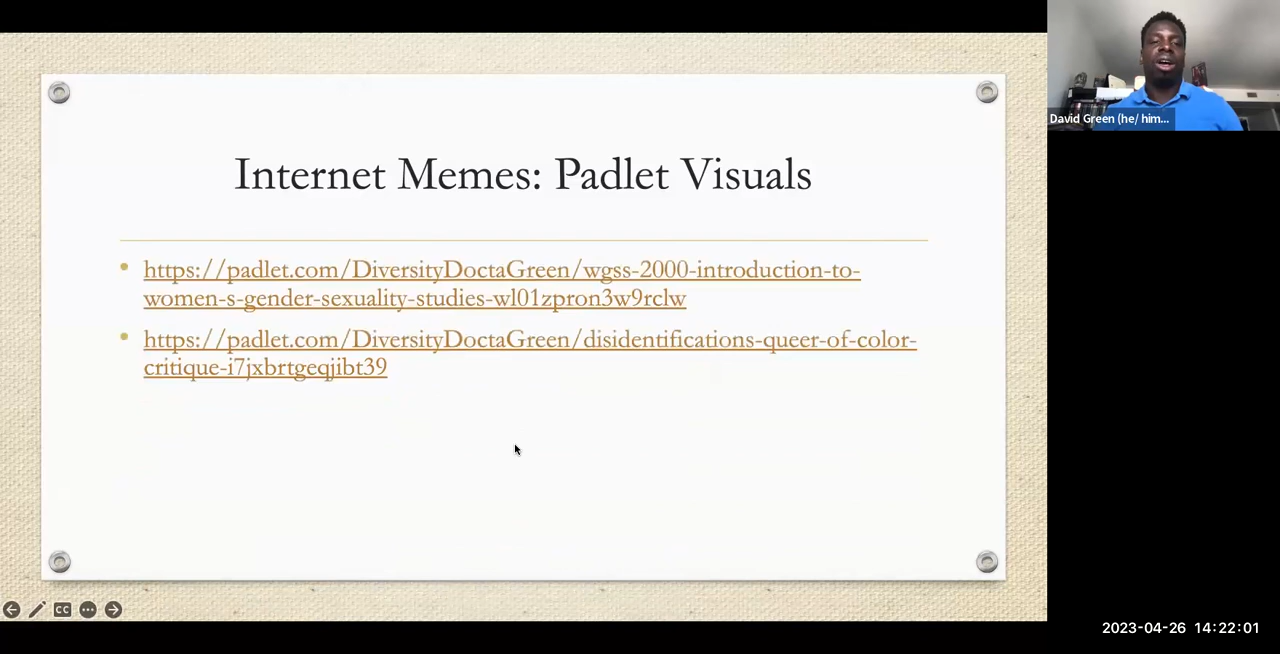 David Green (he/ him...
Internet Memes: Padlet Visuals
https://padlet.com/DiversityDoctaGreen/wgss-2000-introduction-to-
women-s-gender-sexuality-studies-wl01zpron3w9rclw
https://padlet.com/DiversityDoctaGreen/disidentifications-queer-of-color-
critique-i7jxbrtgeqjibt39
CC
2023-04-26 14:22:01